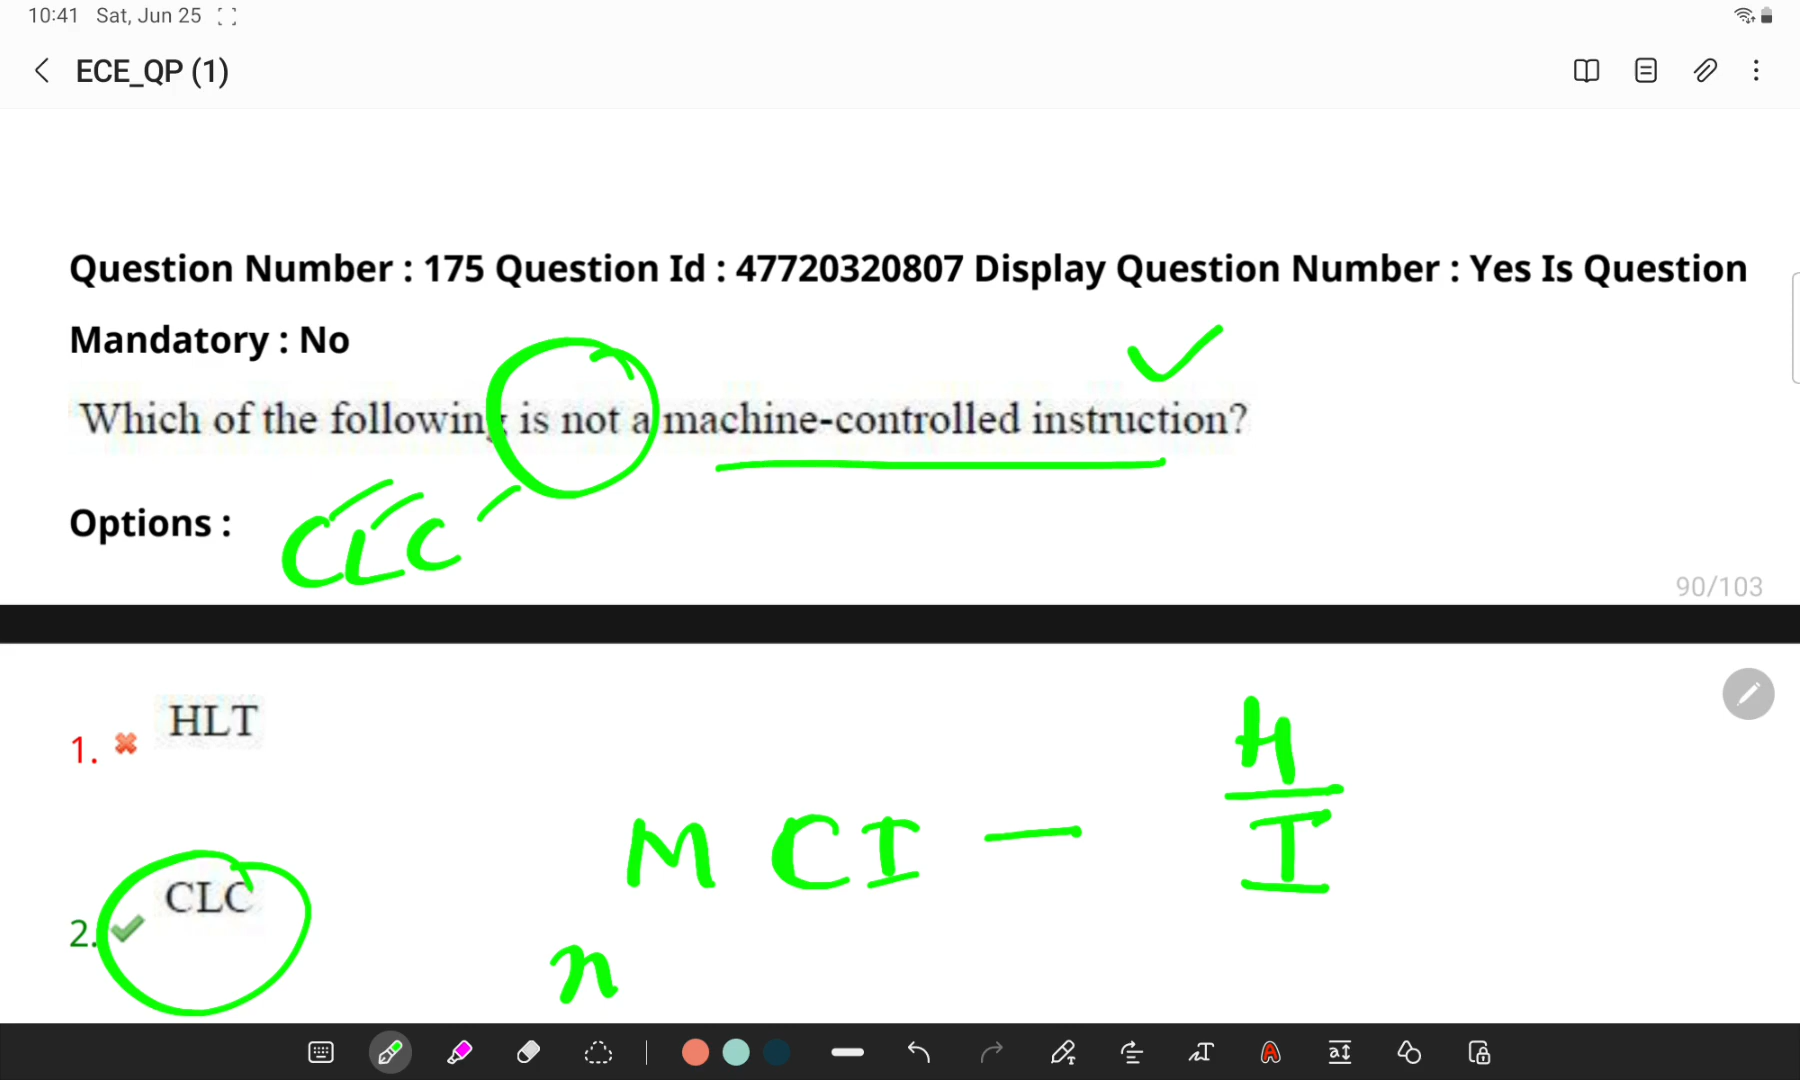 10:41 Sat, Jun 25
ECE_QP (1)
Question Number : 175 Question Id : 47720320807 Display Question Number : Yes Is Question
Mandatory : No
Which of the following is not a machine-controlled instruction?
Options :
CLC
90/103
HLT
1.
H
M C I — I
CLC
2.
n